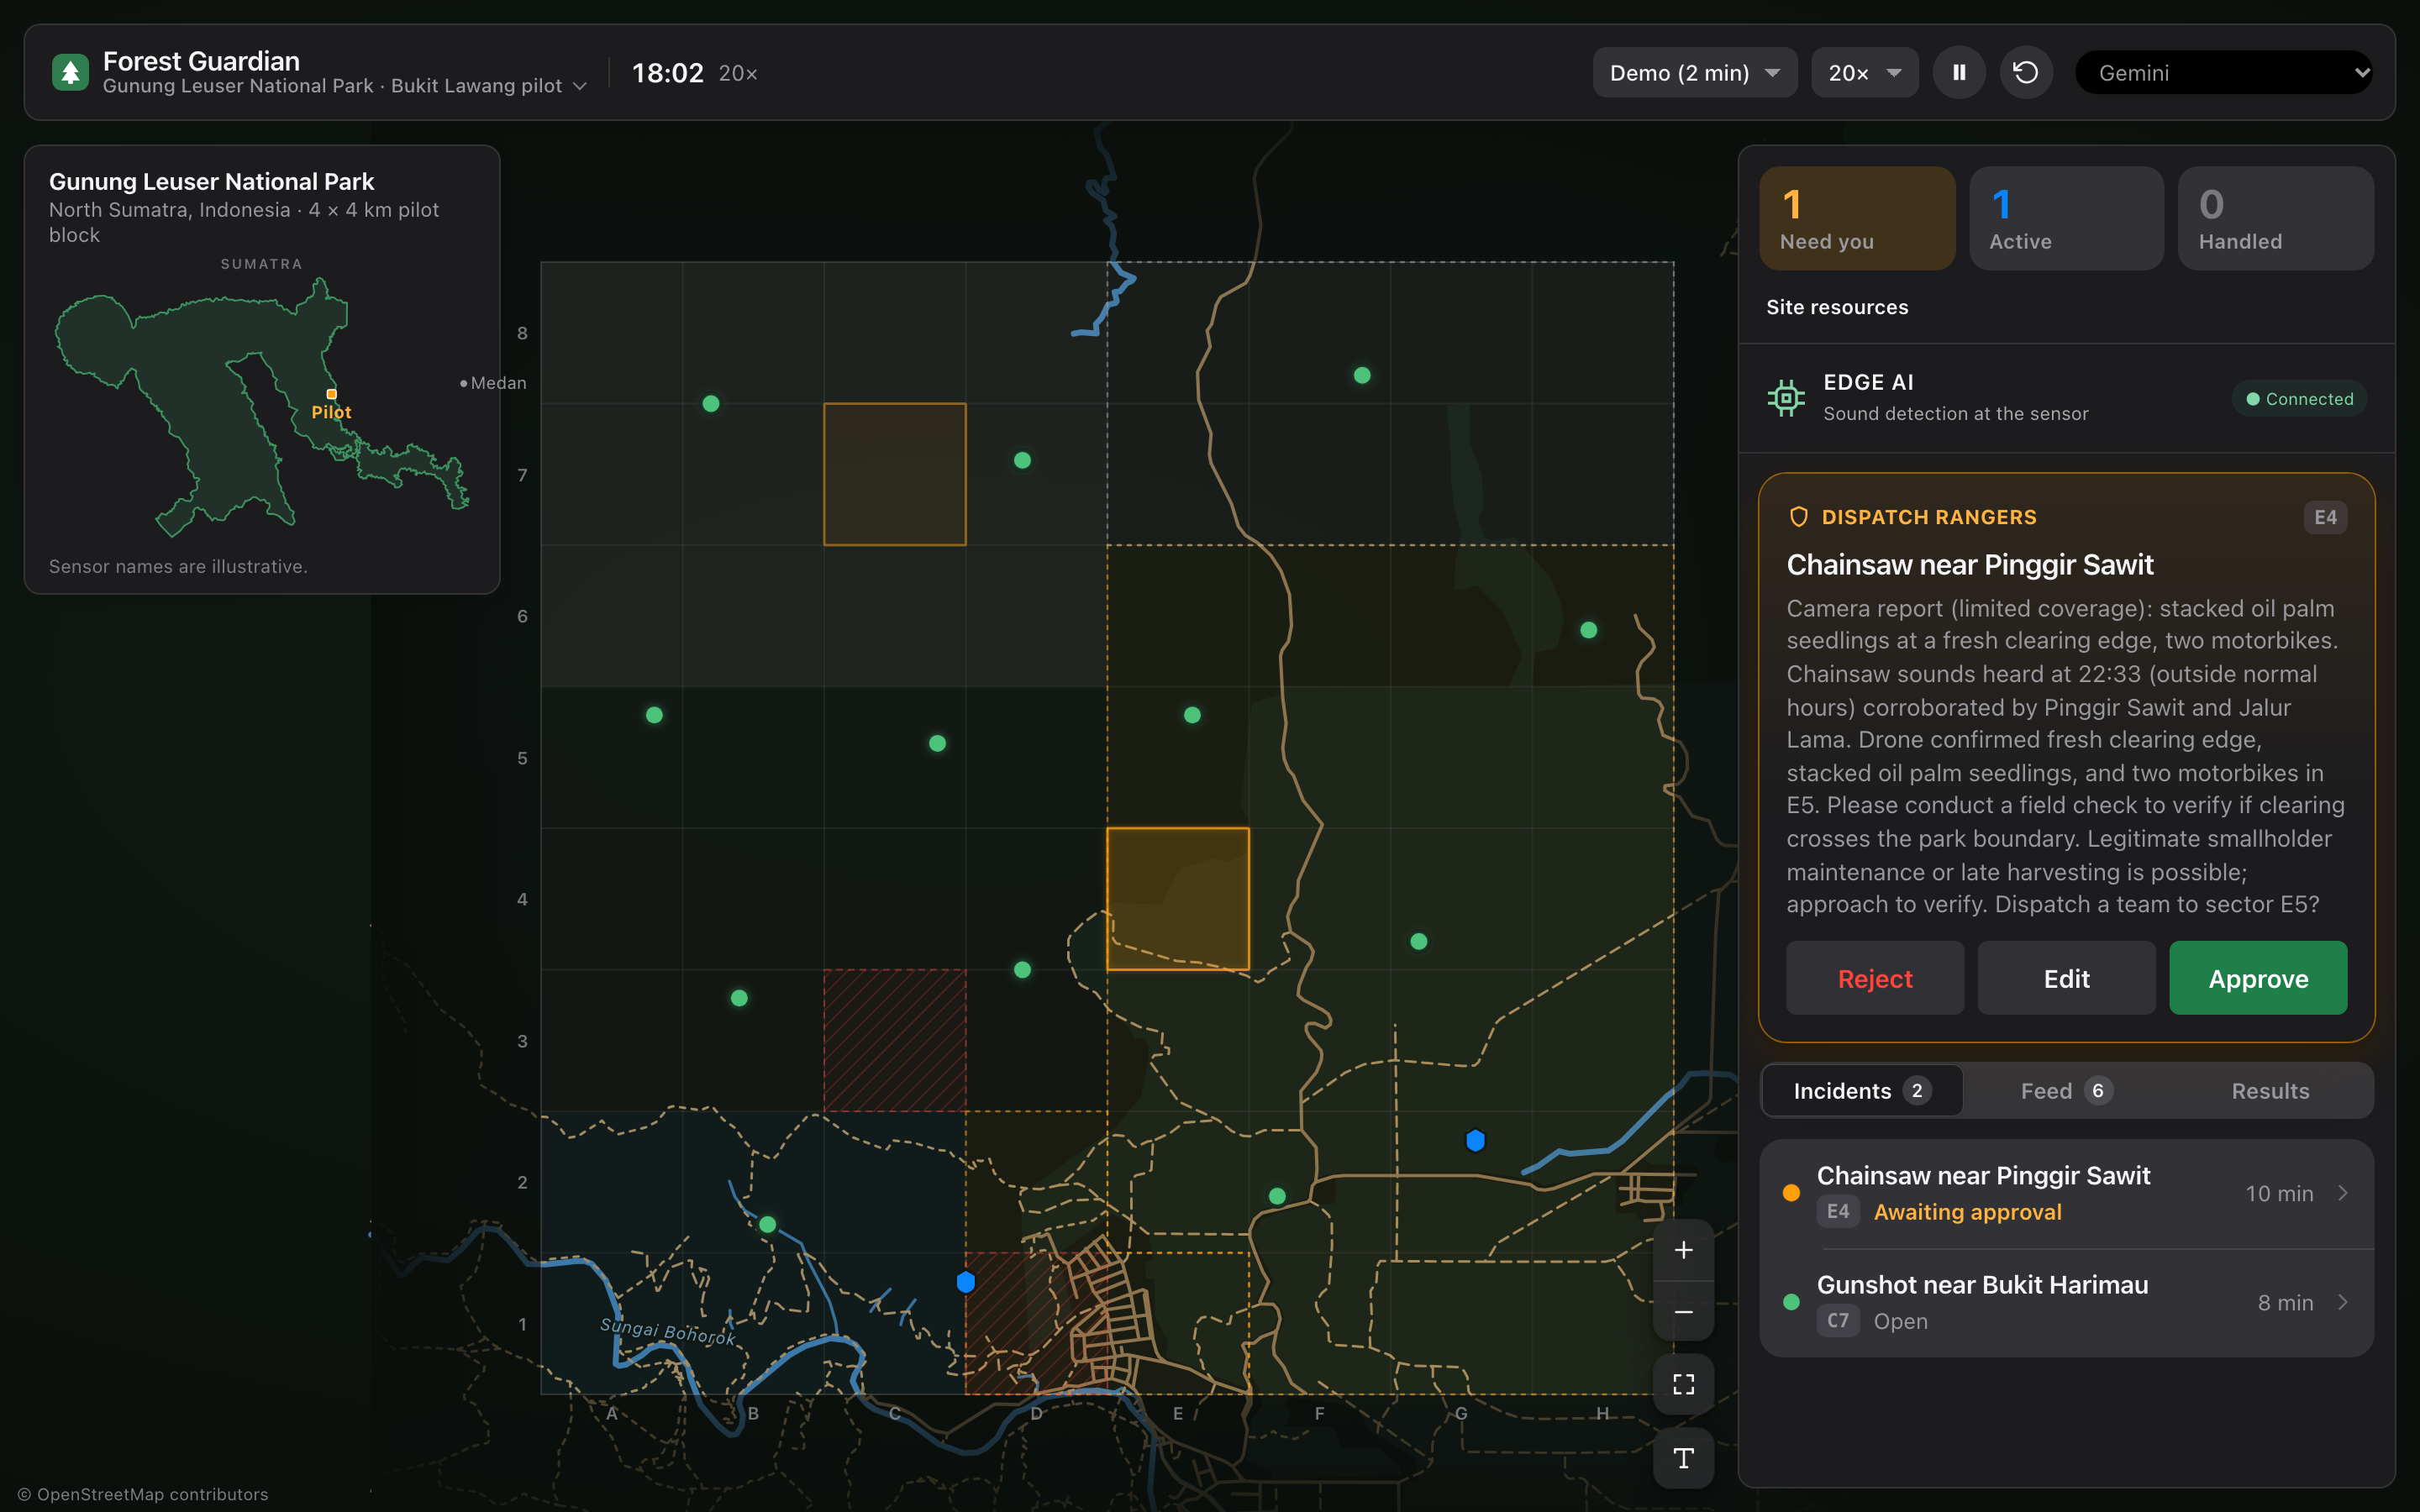 Forest Guardian
Gunung Leuser National Park · Bukit Lawang pilot
18:02 20×
Demo (2 min)
20×
Gemini
Gunung Leuser National Park
North Sumatra, Indonesia · 4 × 4 km pilot
block
SUMATRA
Medan
Pilot
Sensor names are illustrative.
8
7
6
5
4
3
2
1
A B C D E F G H
Sungai Bohorok
© OpenStreetMap contributors
1
Need you
1
Active
0
Handled
Site resources
EDGE AI
Sound detection at the sensor
Connected
DISPATCH RANGERS
E4
Chainsaw near Pinggir Sawit
Camera report (limited coverage): stacked oil palm
seedlings at a fresh clearing edge, two motorbikes.
Chainsaw sounds heard at 22:33 (outside normal
hours) corroborated by Pinggir Sawit and Jalur
Lama. Drone confirmed fresh clearing edge,
stacked oil palm seedlings, and two motorbikes in
E5. Please conduct a field check to verify if clearing
crosses the park boundary. Legitimate smallholder
maintenance or late harvesting is possible;
approach to verify. Dispatch a team to sector E5?
Reject
Edit
Approve
Incidents 2
Feed 6
Results
Chainsaw near Pinggir Sawit
E4 Awaiting approval
10 min
Gunshot near Bukit Harimau
C7 Open
8 min
+
−
T